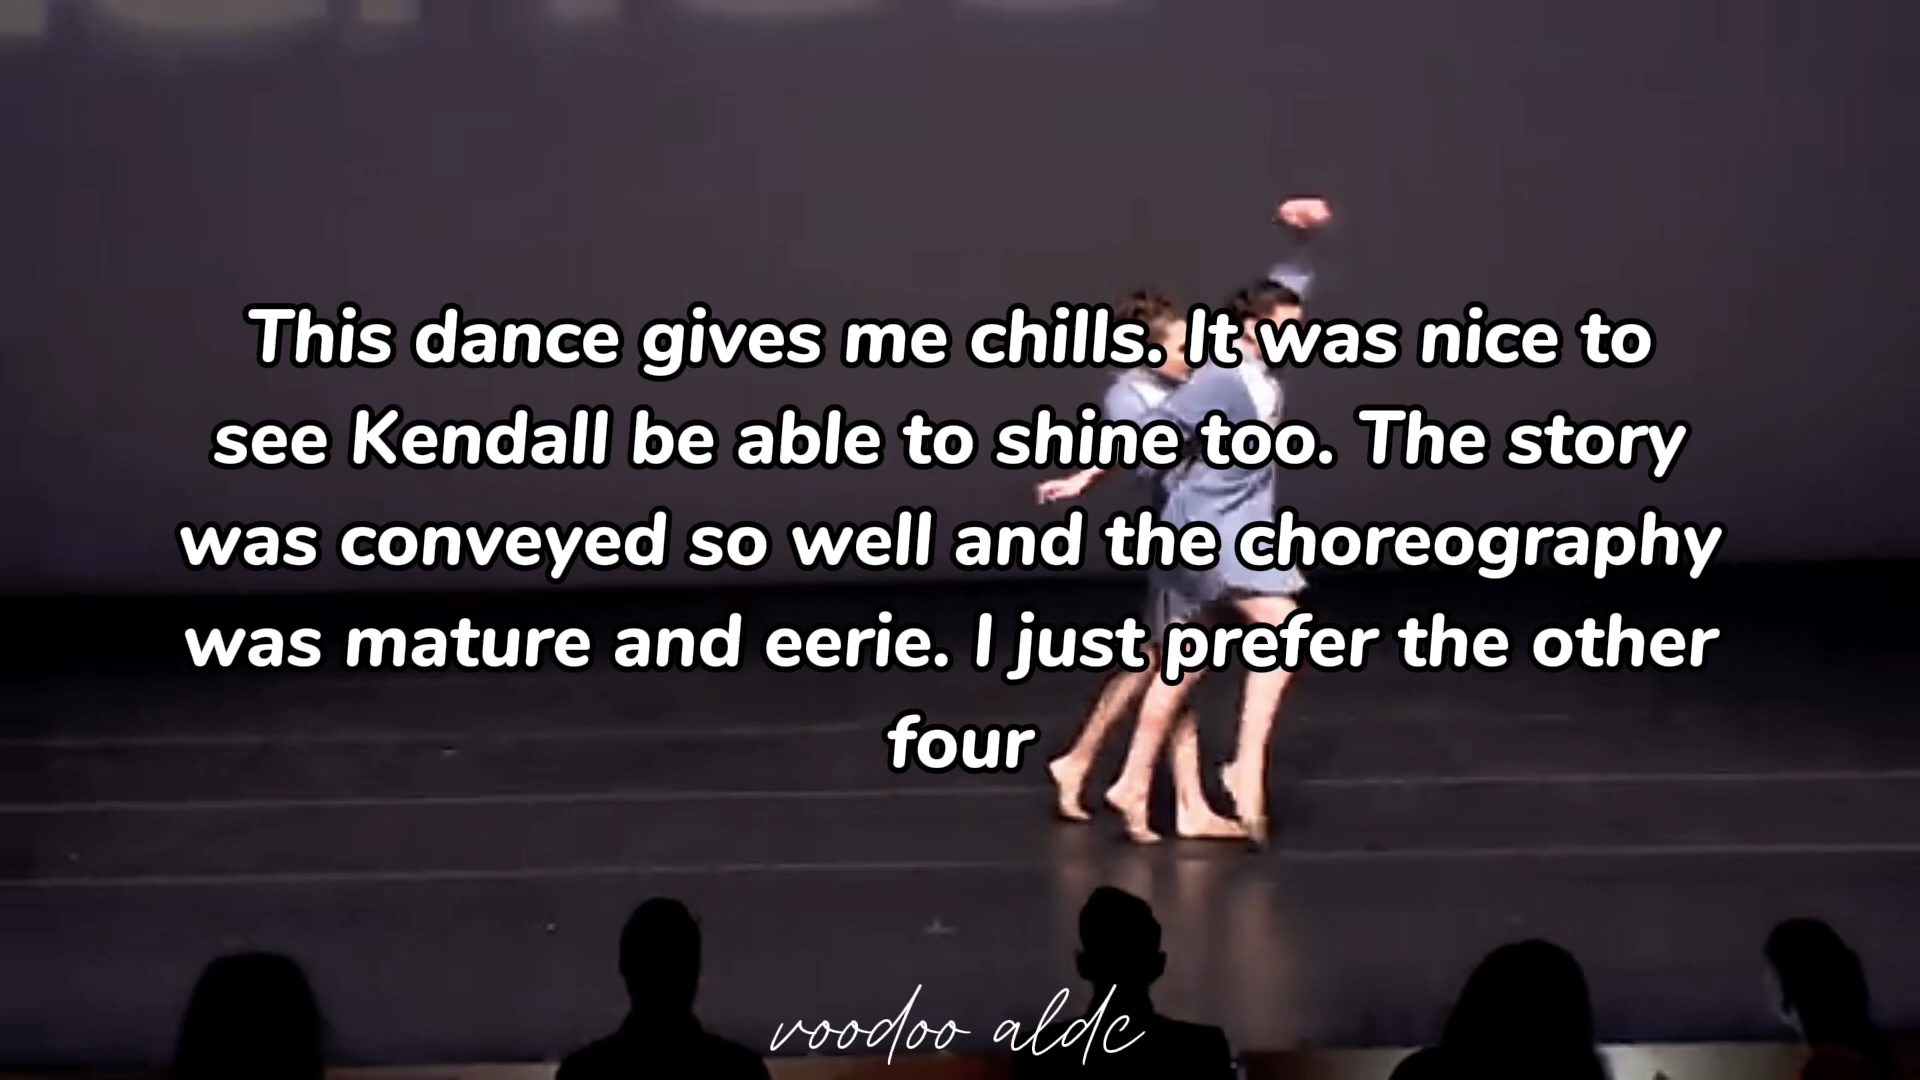 This dance gives me chills. It was nice to
see Kendall be able to shine too. The story
was conveyed so well and the choreography
was mature and eerie. I just prefer the other
four
voodoo aldc